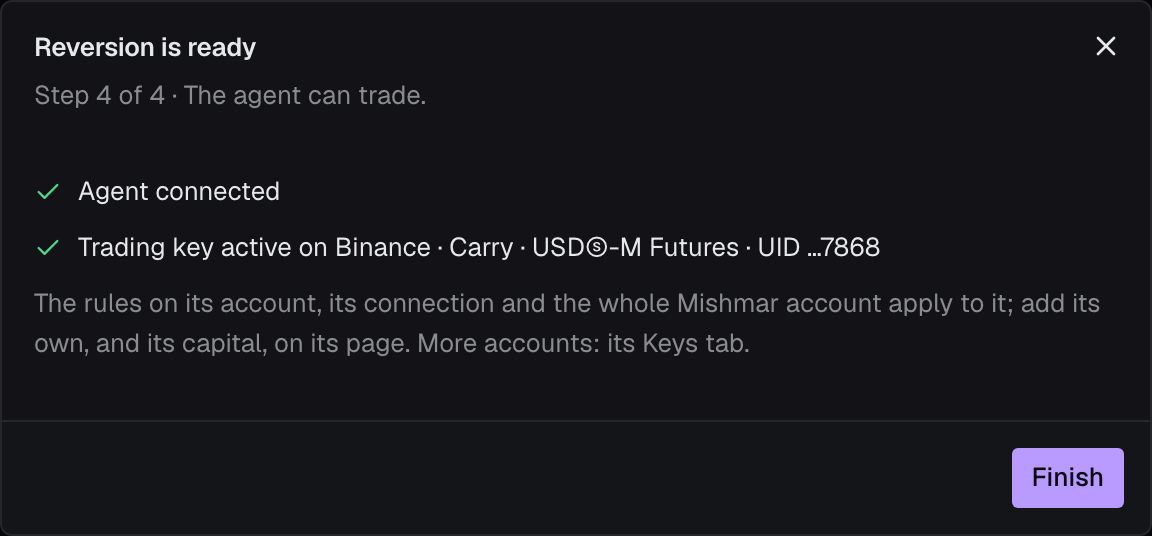 Reversion is ready
Step 4 of 4 · The agent can trade.
Agent connected
Trading key active on Binance · Carry · USDⓈ-M Futures · UID …7868
The rules on its account, its connection and the whole Mishmar account apply to it; add its
own, and its capital, on its page. More accounts: its Keys tab.
Finish